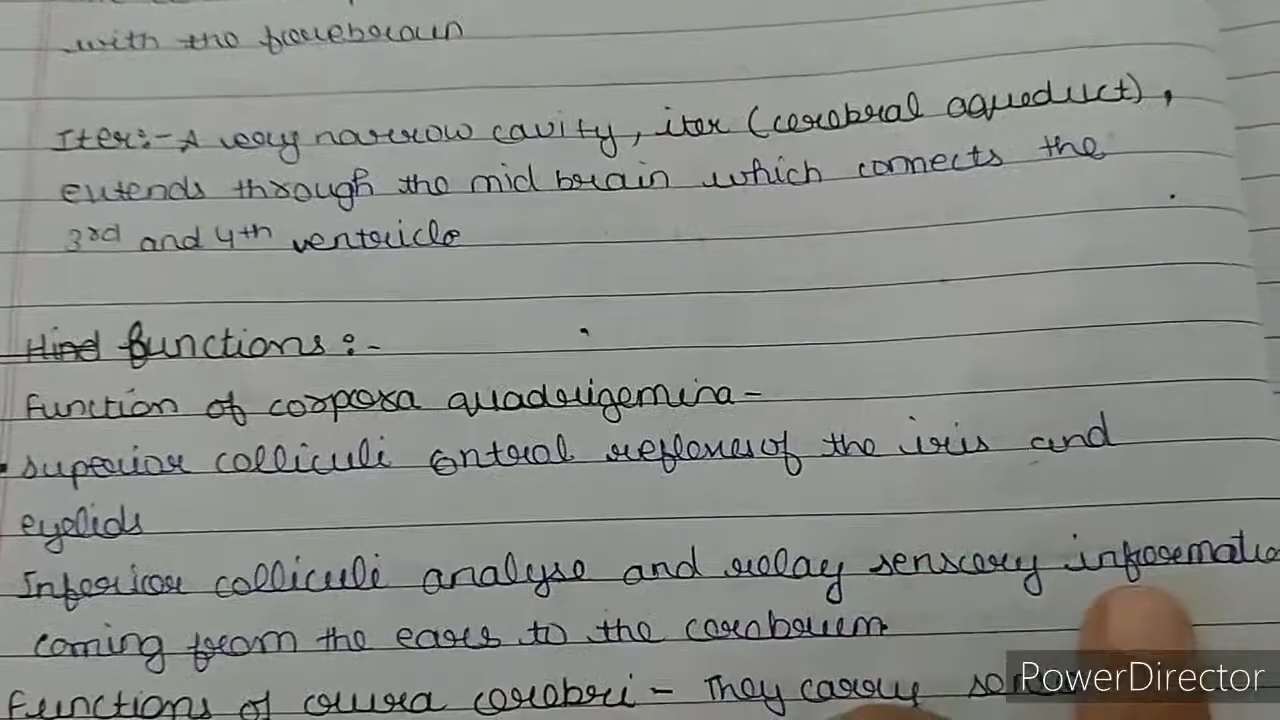 with the forebrain
Iter:- A very narrow cavity, iter (cerebral aqueduct),
extends through the mid brain which connects the
3rd and 4th ventricle
Hind functions :-
Function of corpora quadrigemina -
superior colliculi control reflexes of the iris and
eyelids
Inferior colliculi analyse and relay sensory informatio
coming from the ears to the cerebrum
Functions of crura cerebri - They carry
PowerDirector